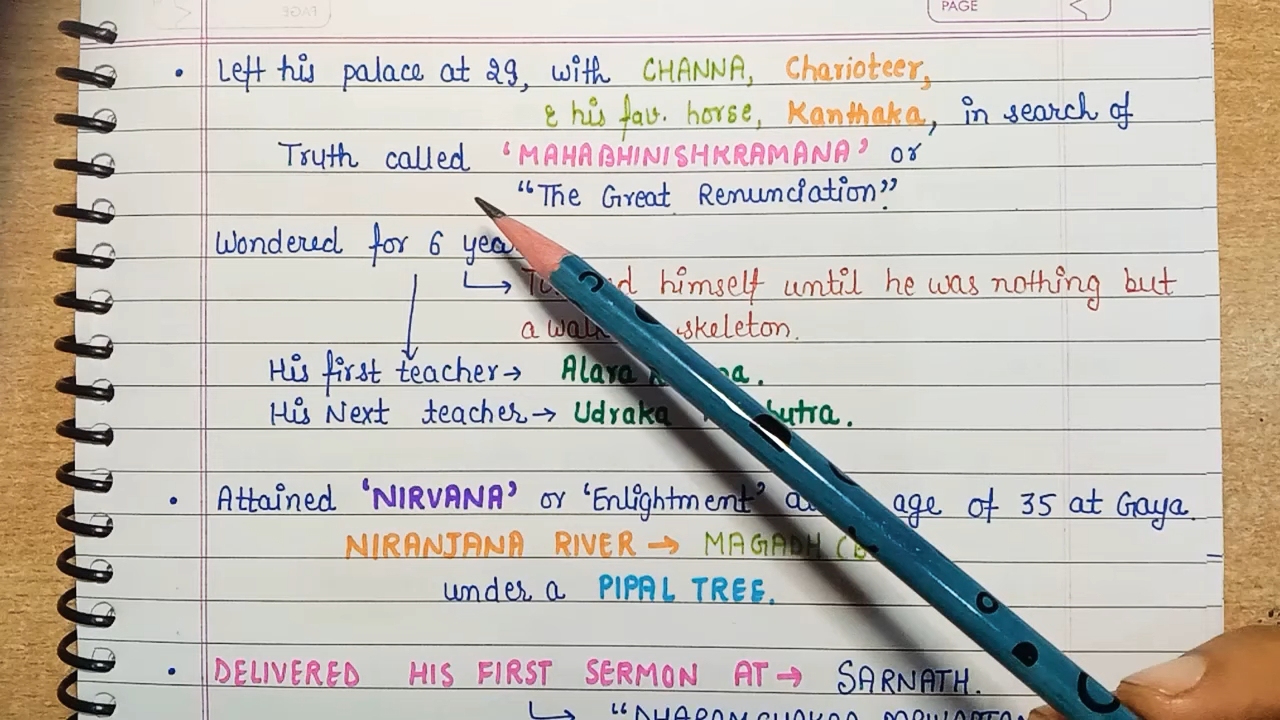 PAGE
• Left his palace at 29, with CHANNA, Charioteer,
& his fav. horse, Kanthaka, in search of
Truth called 'MAHABHINISHKRAMANA' or
"The Great Renunciation".
Wondered for 6
himself until he was nothing but
a skeleton.
His first teacher → Alara
His Next teacher → Udraka
• Attained 'NIRVANA' or 'Enlightment' age of 35 at Gaya.
NIRANJANA RIVER → MAGADH
under a PIPAL TREE.
• DELIVERED HIS FIRST SERMON AT → SARNATH.